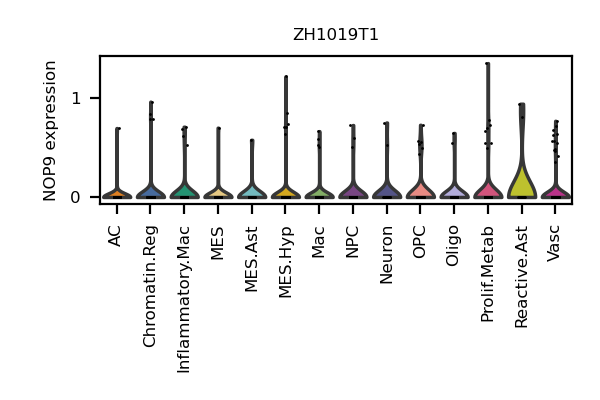 ZH1019T1
NOP9 expression
1
0
AC
Chromatin.Reg
Inflammatory.Mac
MES
MES.Ast
MES.Hyp
Mac
NPC
Neuron
OPC
Oligo
Prolif.Metab
Reactive.Ast
Vasc